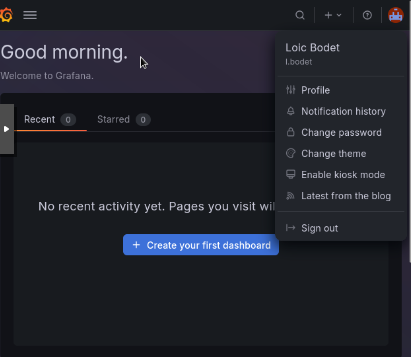 Good morning.
Welcome to Grafana.
Recent 0 Starred 0
No recent activity yet. Pages you visit wil
+ Create your first dashboard
Loic Bodet
l.bodet
Profile
Notification history
Change password
Change theme
Enable kiosk mode
Latest from the blog
Sign out